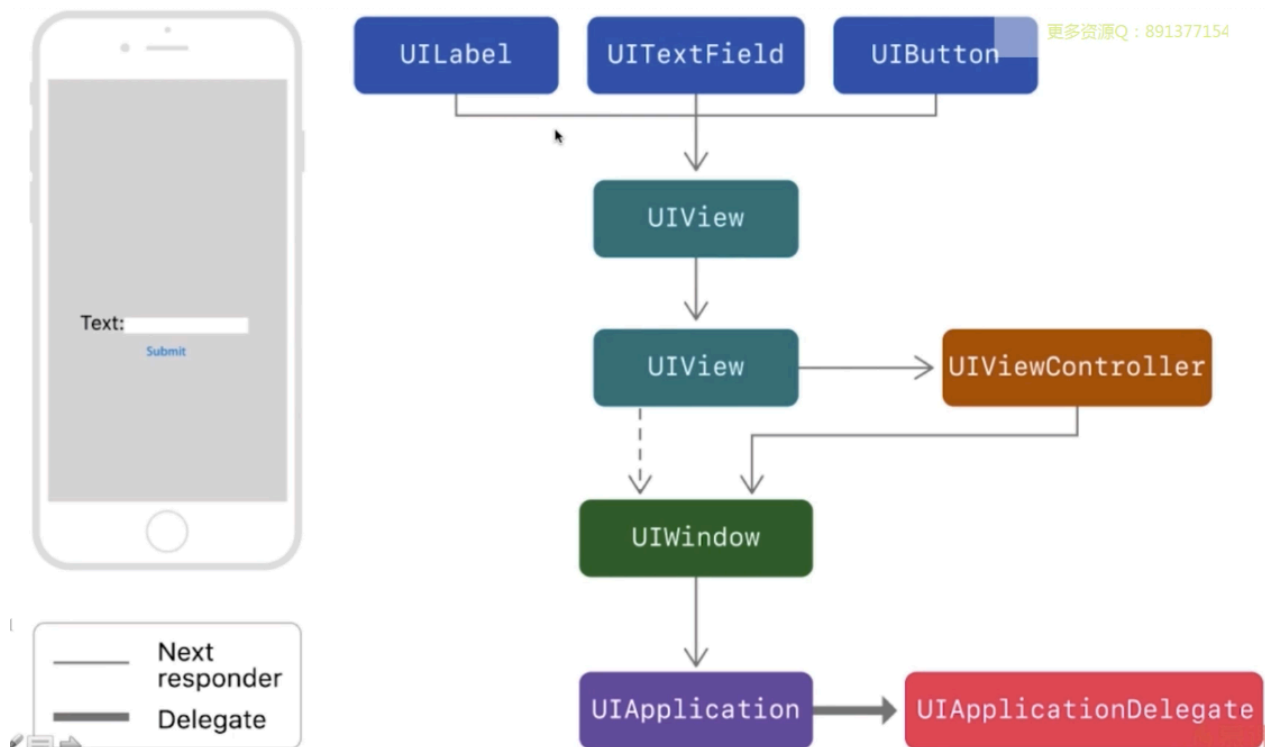 UILabel
UITextField
UIButton
更多资源Q：891377154
UIView
Text:
Submit
UIView
UIViewController
UIWindow
Next
responder
Delegate
UIApplication
UIApplicationDelegate